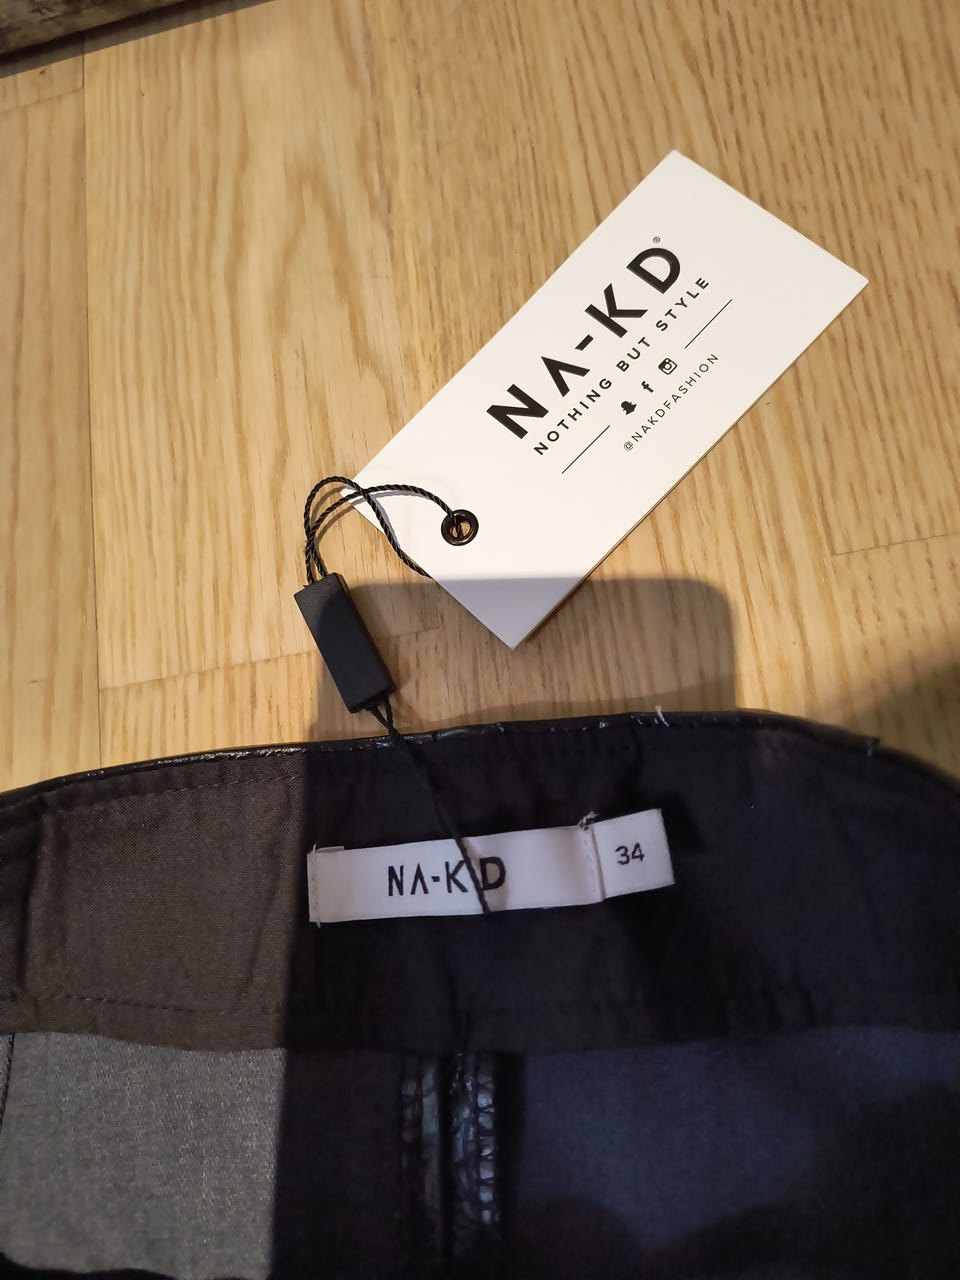 NA-KD®
NOTHING BUT STYLE
@NAKDFASHION
NA-KD
34